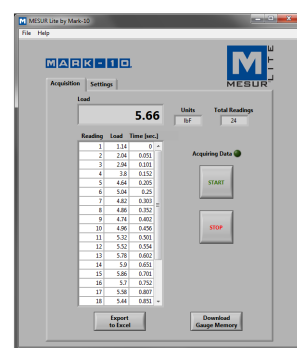 MESUR Lite by Mark-10
File Help
MARK-10
M
MESUR
LITE
Acquisition Settings
Load
5.66
Units
lbF
Total Readings
24
Reading Load Time [sec.]
1 1.14 0
2 2.04 0.051
3 2.94 0.101
4 3.8 0.152
5 4.64 0.205
6 5.04 0.25
7 4.82 0.303
8 4.86 0.352
9 4.74 0.402
10 4.96 0.456
11 5.32 0.501
12 5.52 0.554
13 5.78 0.602
14 5.9 0.651
15 5.86 0.701
16 5.7 0.752
17 5.58 0.807
18 5.44 0.851
Acquiring Data
START
STOP
Export
to Excel
Download
Gauge Memory